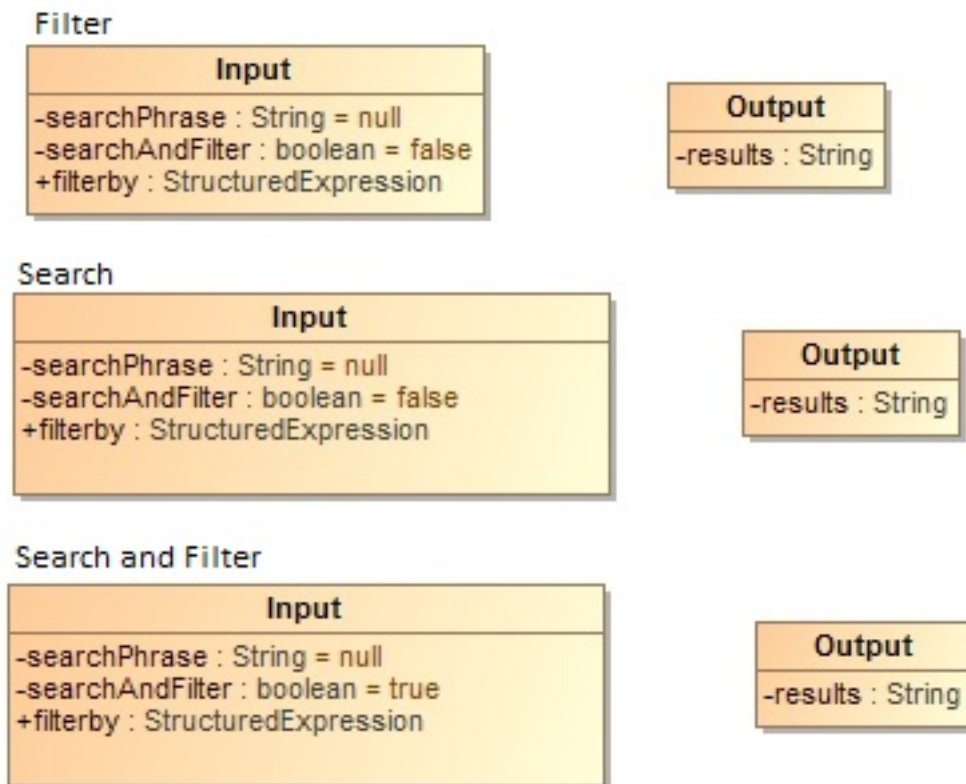 Filter
Input
-searchPhrase : String = null
-searchAndFilter : boolean = false
+filterby : StructuredExpression
Output
-results : String
Search
Input
-searchPhrase : String = null
-searchAndFilter : boolean = false
+filterby : StructuredExpression
Output
-results : String
Search and Filter
Input
-searchPhrase : String = null
-searchAndFilter : boolean = true
+filterby : StructuredExpression
Output
-results : String